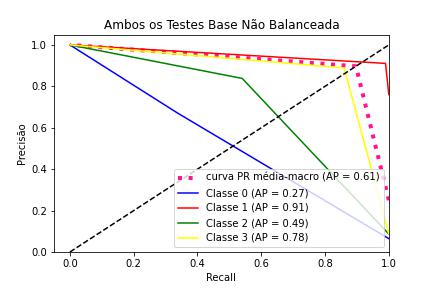 Ambos os Testes Base Não Balanceada
1.0
0.8
0.6
0.4
0.2
0.0
Precisão
curva PR média-macro (AP = 0.61)
Classe 0 (AP = 0.27)
Classe 1 (AP = 0.91)
Classe 2 (AP = 0.49)
Classe 3 (AP = 0.78)
0.0 0.2 0.4 0.6 0.8 1.0
Recall